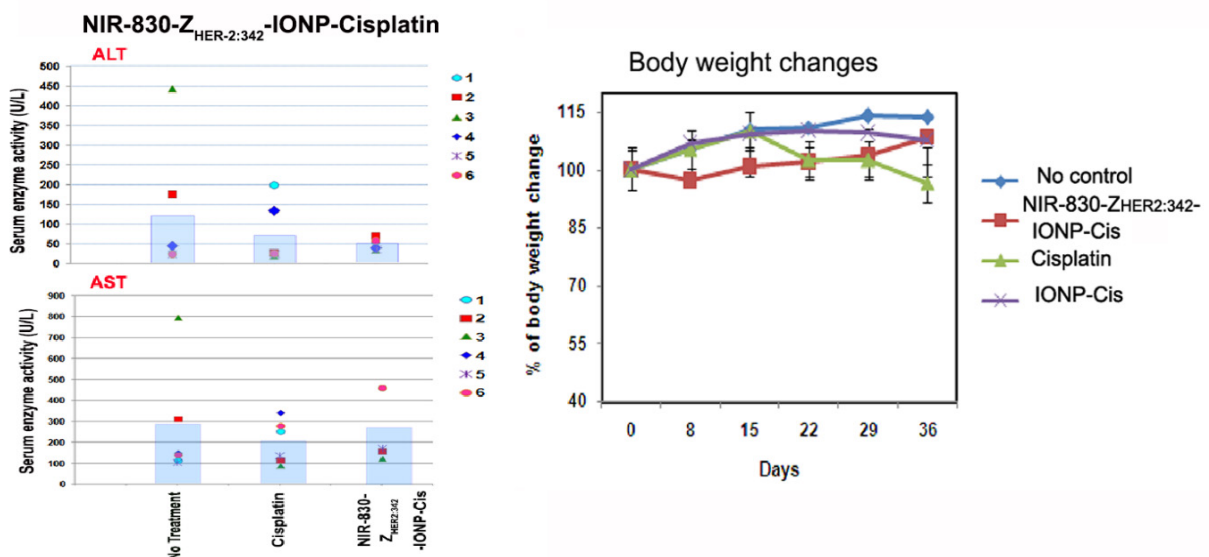 NIR-830-ZHER-2:342-IONP-Cisplatin
ALT
Serum enzyme activity (U/L)
500
450
400
350
300
250
200
150
100
50
0
1
2
3
4
5
6
AST
Serum enzyme activity (U/L)
900
800
700
600
500
400
300
200
100
0
1
2
3
4
5
6
No Treatment
Cisplatin
NIR-830-
ZHER2:342
-IONP-Cis
Body weight changes
% of body weight change
115
100
85
70
55
40
0 8 15 22 29 36
Days
No control
NIR-830-ZHER2:342-
IONP-Cis
Cisplatin
IONP-Cis